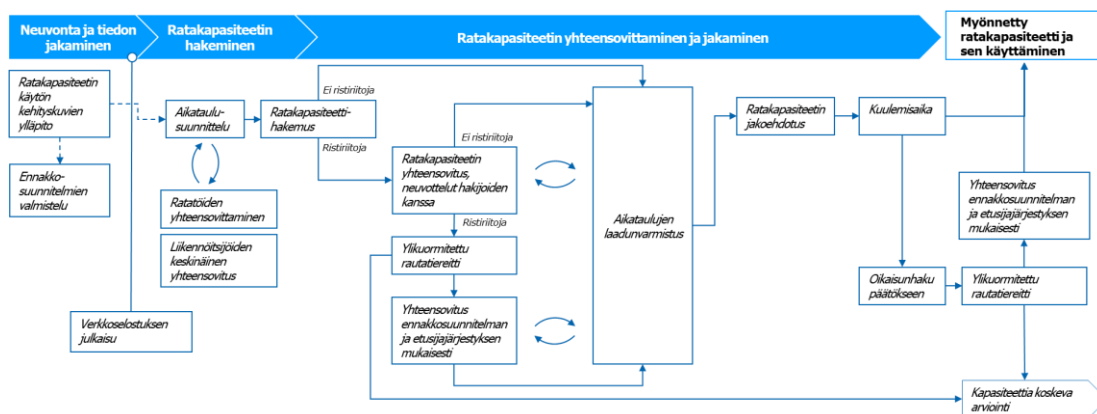 Neuvonta ja tiedon
jakaminen
Ratakapasiteetin
hakeminen
Ratakapasiteetin yhteensovittaminen ja jakaminen
Myönnetty
ratakapasiteetti ja
sen käyttäminen
Ratakapasiteetin
käytön
kehityskuvien
ylläpito
Ennakko-
suunnitelmien
valmistelu
Verkkoselostuksen
julkaisu
Aikataulu-
suunnittelu
Ratatöiden
yhteensovittaminen
Liikennöitsijöiden
keskinäinen
yhteensovitus
Ratakapasiteetti-
hakemus
Ei ristiriitoja
Ristiriitoja
Ratakapasiteetin
yhteensovitus,
neuvottelut hakijoiden
kanssa
Ei ristiriitoja
Ristiriitoja
Ylikuormitettu
rautatiereitti
Yhteensovitus
ennakkosuunnitelman
ja etusijajärjestyksen
mukaisesti
Aikataulujen
laadunvarmistus
Ratakapasiteetin
jakoehdotus
Kuulemisaika
Oikaisunhaku
päätökseen
Yhteensovitus
ennakkosuunnitelman
ja etusijajärjestyksen
mukaisesti
Ylikuormitettu
rautatiereitti
Kapasiteettia koskeva
arviointi